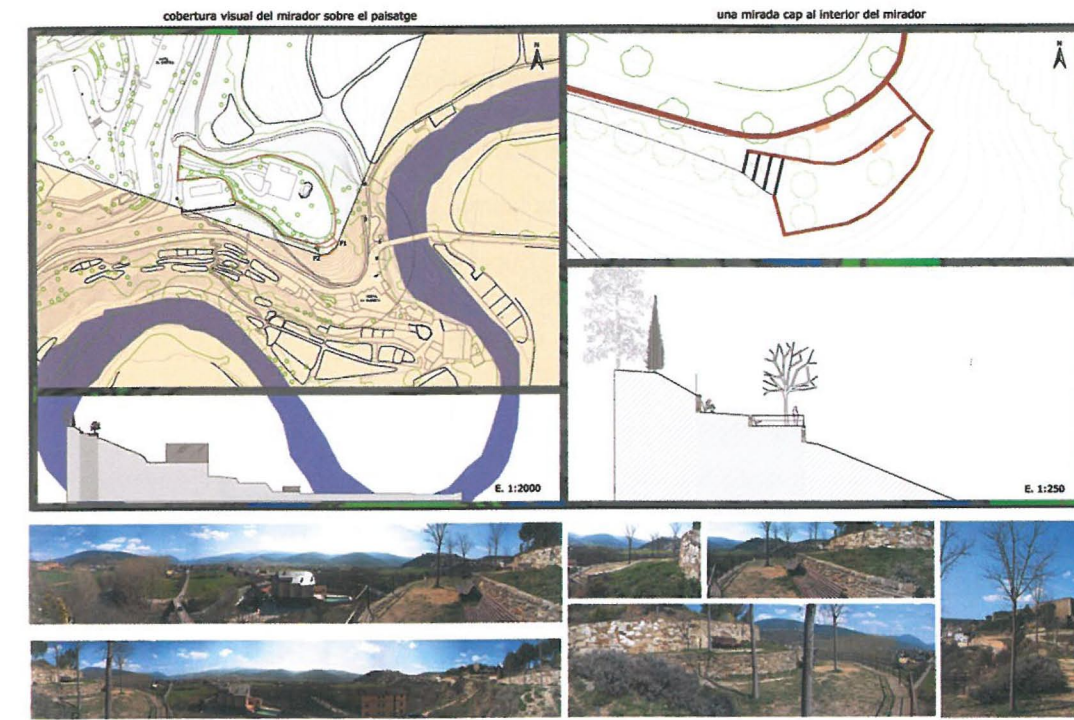 cobertura visual del mirador sobre el paisatge
una mirada cap al interior del mirador
N
N
P1
P2
E. 1:2000
E. 1:250